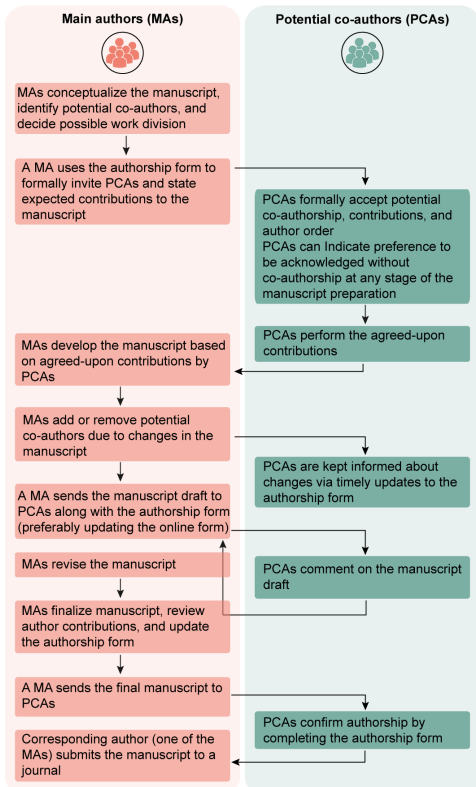 Main authors (MAs)
Potential co-authors (PCAs)
MAs conceptualize the manuscript,
identify potential co-authors, and
decide possible work division
A MA uses the authorship form to
formally invite PCAs and state
expected contributions to the
manuscript
PCAs formally accept potential
co-authorship, contributions, and
author order
PCAs can Indicate preference to
be acknowledged without
co-authorship at any stage of the
manuscript preparation
PCAs perform the agreed-upon
contributions
MAs develop the manuscript based
on agreed-upon contributions by
PCAs
MAs add or remove potential
co-authors due to changes in the
manuscript
PCAs are kept informed about
changes via timely updates to the
authorship form
A MA sends the manuscript draft to
PCAs along with the authorship form
(preferably updating the online form)
PCAs comment on the manuscript
draft
MAs revise the manuscript
MAs finalize manuscript, review
author contributions, and update
the authorship form
A MA sends the final manuscript to
PCAs
PCAs confirm authorship by
completing the authorship form
Corresponding author (one of the
MAs) submits the manuscript to a
journal